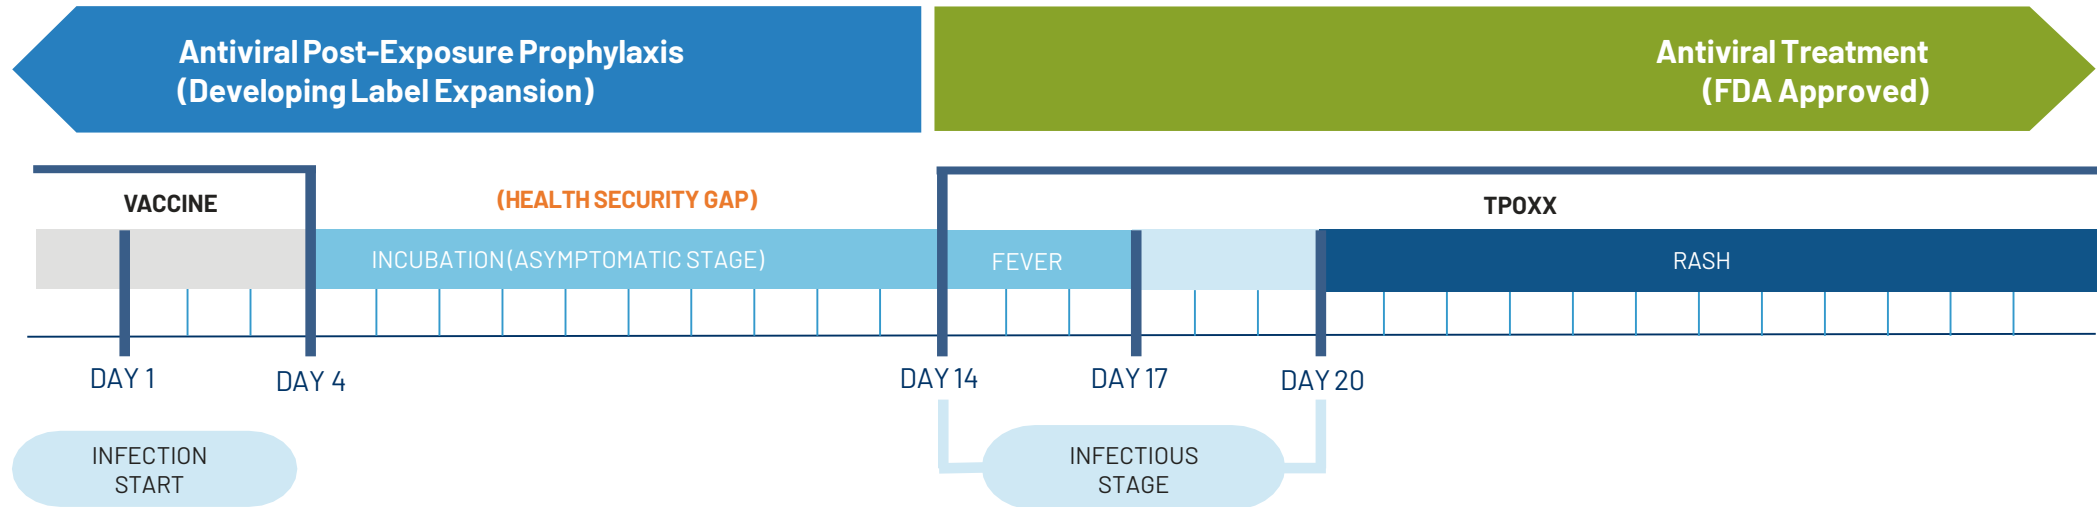 Antiviral Post-Exposure Prophylaxis
(Developing Label Expansion)
Antiviral Treatment
(FDA Approved)
VACCINE
(HEALTH SECURITY GAP)
TPOXX
INCUBATION (ASYMPTOMATIC STAGE)
FEVER
RASH
DAY 1
DAY 4
DAY 14
DAY 17
DAY 20
INFECTION
START
INFECTIOUS
STAGE